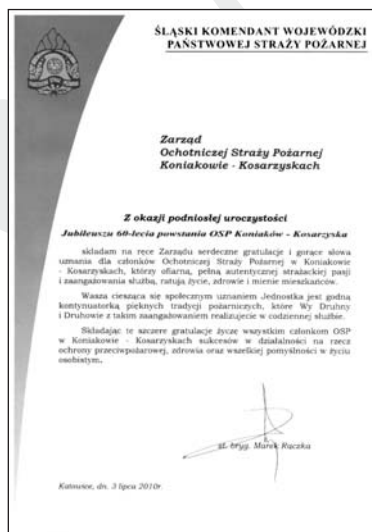 ŚLĄSKI KOMENDANT WOJEWÓDZKI
PAŃSTWOWEJ STRAŻY POŻARNEJ
Zarząd
Ochotniczej Straży Pożarnej
Koniakowie - Kosarzyskach
Z okazji podniosłej uroczystości
Jubileuszu 60-lecia powstania OSP Koniaków - Kosarzyska
składam na ręce Zarządu serdeczne gratulacje i gorące słowa
uznania dla członków Ochotniczej Straży Pożarnej w Koniakowie
- Kosarzyskach, którzy ofiarną, pełną autentycznej strażackiej pasji
i zaangażowania służbą, ratują życie, zdrowie i mienie mieszkańców.
Wasza ciesząca się społecznym uznaniem Jednostka jest godną
kontynuatorką pięknych tradycji pożarniczych, które Wy Druhny
i Druhowie z takim zaangażowaniem realizujecie w codziennej służbie.
Składając te szczere gratulacje życzę wszystkim członkom OSP
w Koniakowie - Kosarzyskach sukcesów w działalności na rzecz
ochrony przeciwpożarowej, zdrowia oraz wszelkiej pomyślności w życiu
osobistym.
st. bryg. Marek Rączka
Katowice, dn. 3 lipca 2010r.